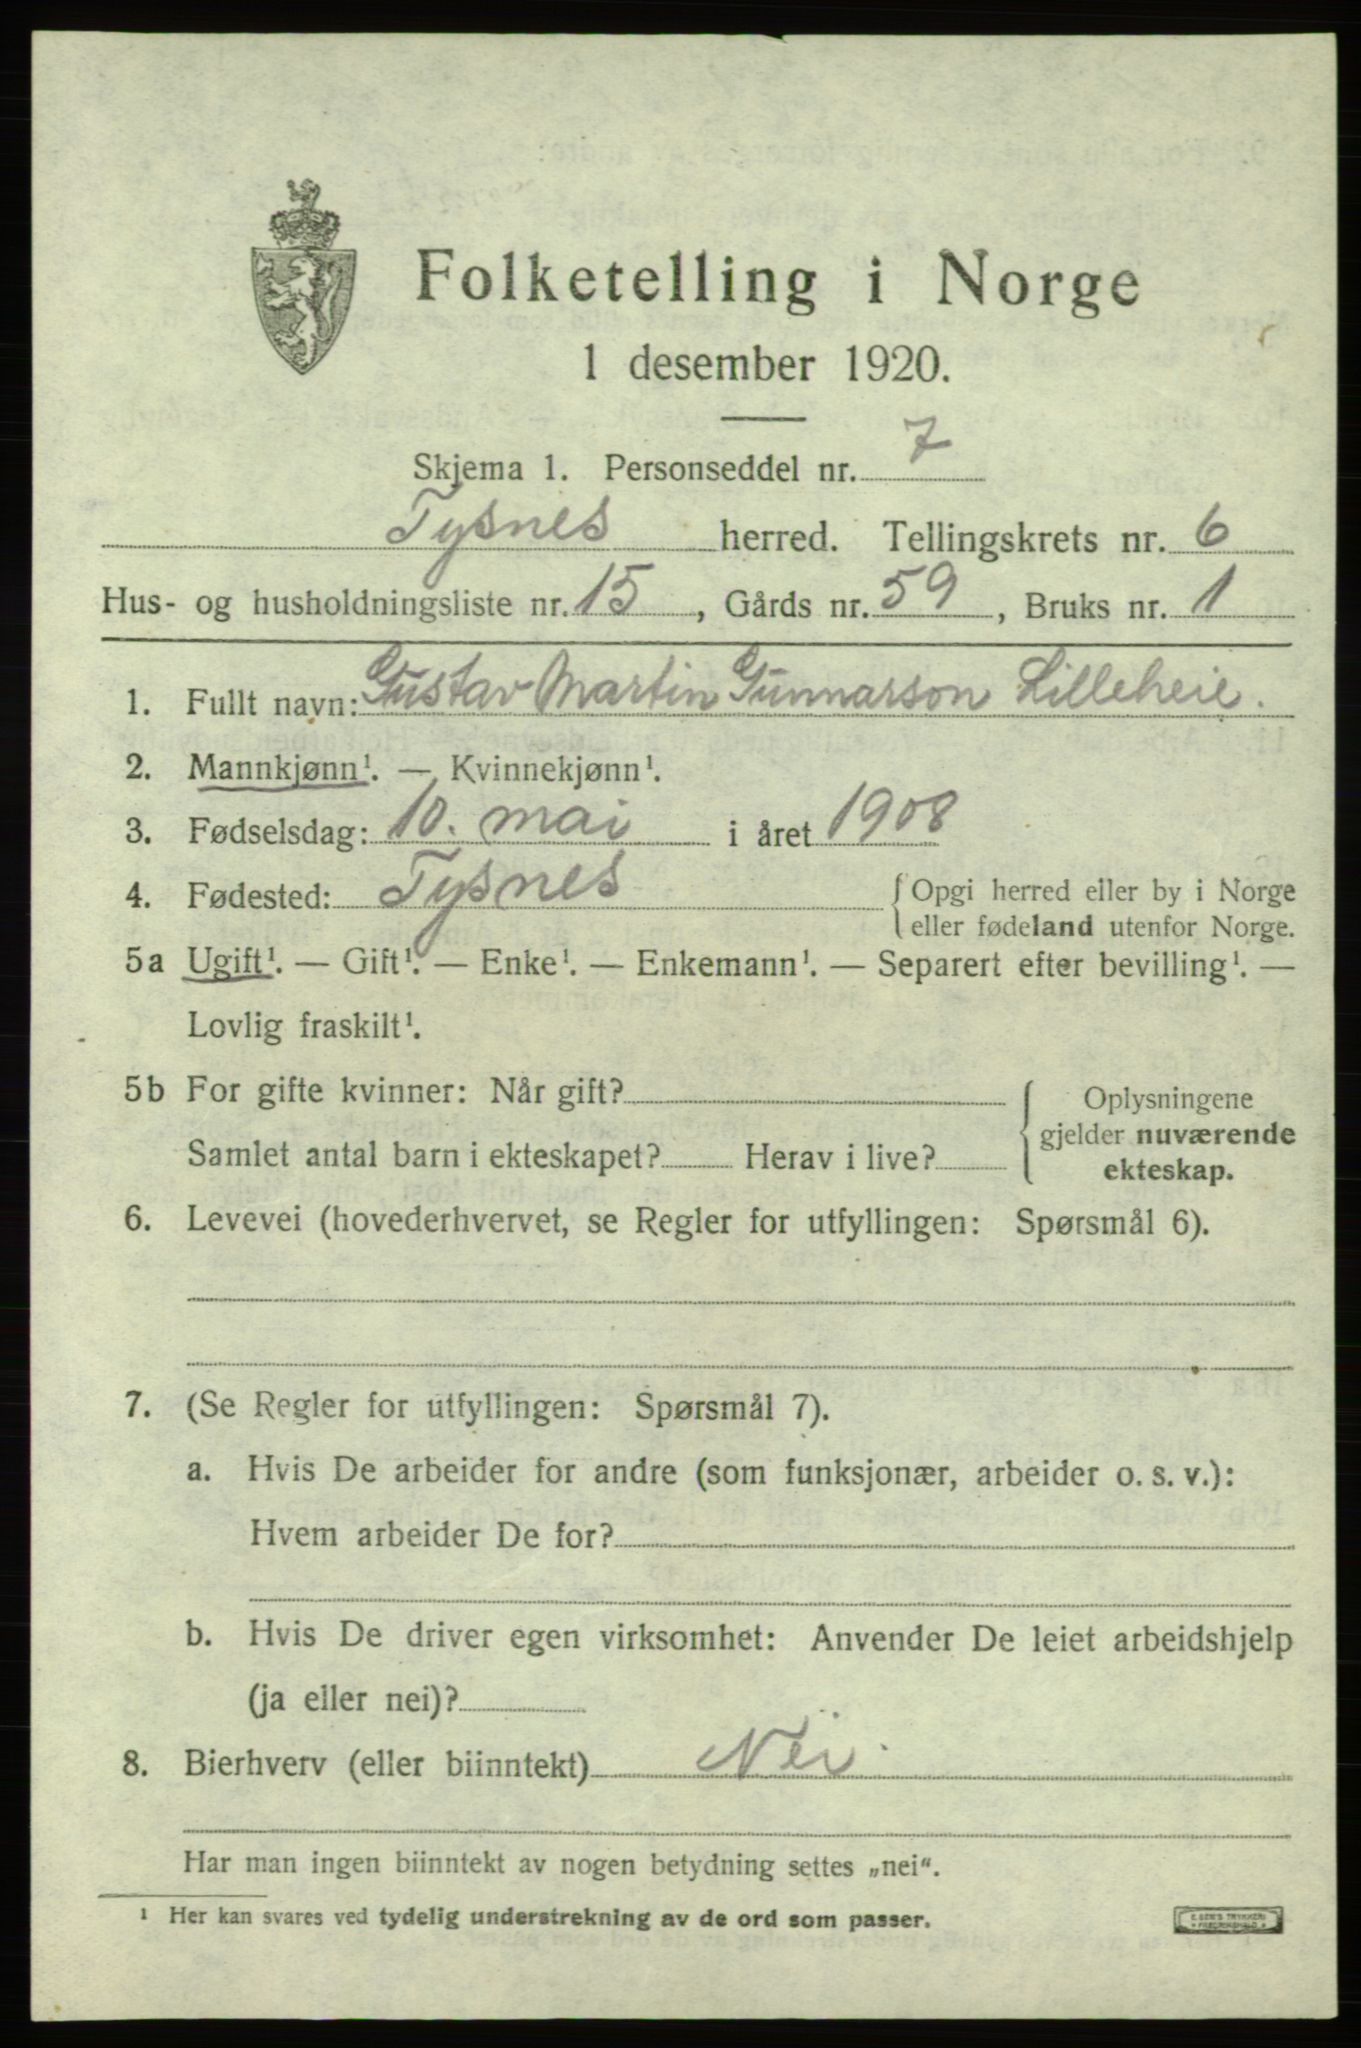 Folketelling i Norge
1 desember 1920.
Skjema 1. Personseddel nr. 7
Tysnes herred. Tellingskrets nr. 6
Hus- og husholdningsliste nr. 15, Gårds nr. 59, Bruks nr. 1
1. Fullt navn: Gustav Martin Gunnarson Lilleheie.
2. Mannkjønn¹. — Kvinnekjønn¹.
3. Fødselsdag: 10. mai i året 1908
4. Fødested: Tysnes { Opgi herred eller by i Norge
eller fødeland utenfor Norge.
5a Ugift¹. — Gift¹. — Enke¹. — Enkemann¹. — Separert efter bevilling¹. —
Lovlig fraskilt¹.
5b For gifte kvinner: Når gift? { Oplysningene
gjelder nuværende
Samlet antal barn i ekteskapet? Herav i live?
ekteskap.
6. Levevei (hovederhvervet, se Regler for utfyllingen: Spørsmål 6).
7. (Se Regler for utfyllingen: Spørsmål 7).
a. Hvis De arbeider for andre (som funksjonær, arbeider o. s. v.):
Hvem arbeider De for?
b. Hvis De driver egen virksomhet: Anvender De leiet arbeidshjelp
(ja eller nei)?
8. Bierhverv (eller biinntekt) Nei.
Har man ingen biinntekt av nogen betydning settes „nei“.
¹ Her kan svares ved tydelig understrekning av de ord som passer.